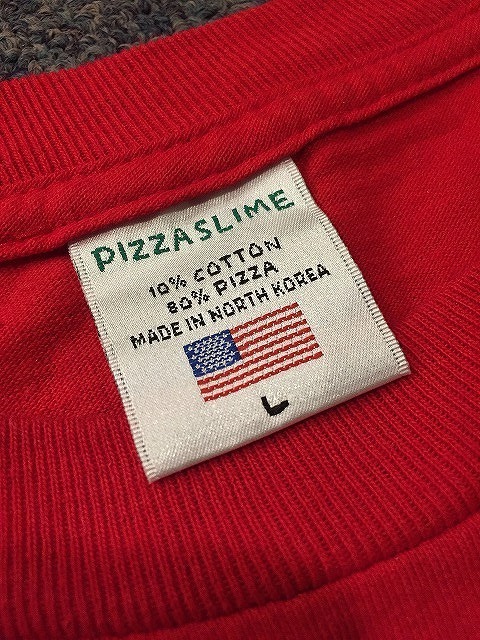 PIZZASLIME
10% COTTON
80% PIZZA
MADE IN NORTH KOREA
L